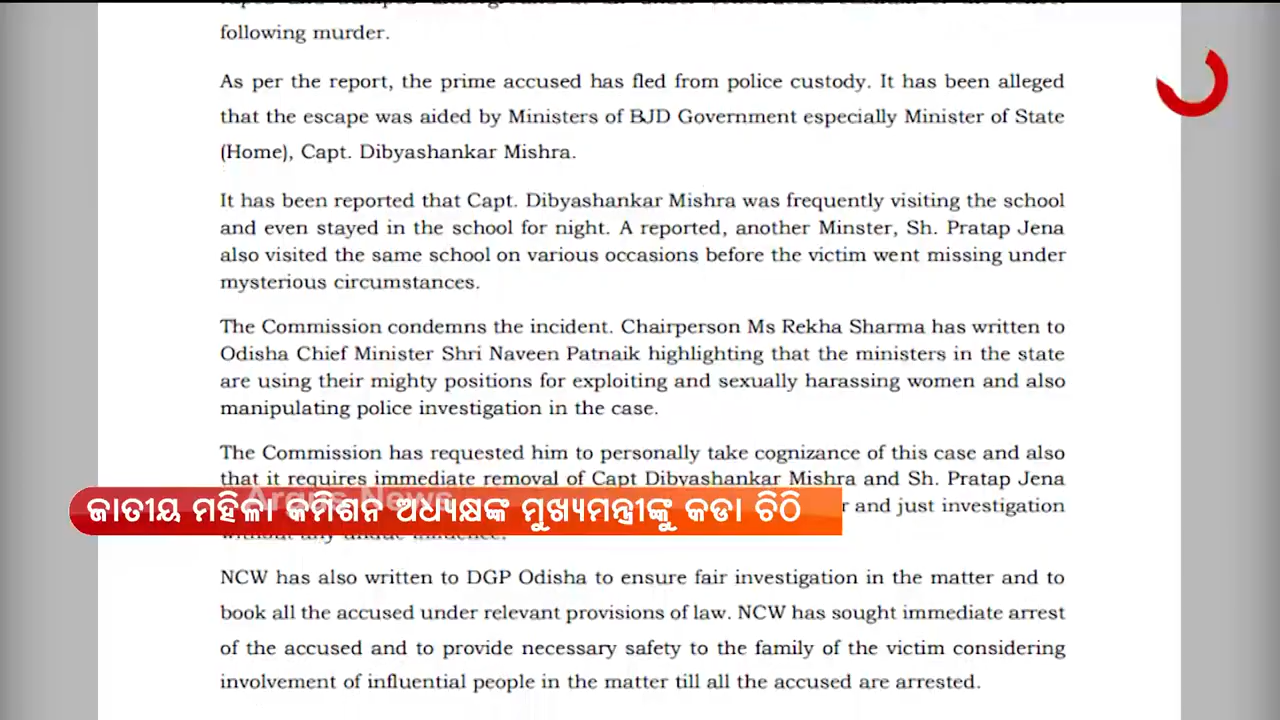 following murder.
As per the report, the prime accused has fled from police custody. It has been alleged
that the escape was aided by Ministers of BJD Government especially Minister of State
(Home), Capt. Dibyashankar Mishra.
It has been reported that Capt. Dibyashankar Mishra was frequently visiting the school
and even stayed in the school for night. A reported, another Minster, Sh. Pratap Jena
also visited the same school on various occasions before the victim went missing under
mysterious circumstances.
The Commission condemns the incident. Chairperson Ms Rekha Sharma has written to
Odisha Chief Minister Shri Naveen Patnaik highlighting that the ministers in the state
are using their mighty positions for exploiting and sexually harassing women and also
manipulating police investigation in the case.
The Commission has requested him to personally take cognizance of this case and also
that it requires immediate removal of Capt Dibyashankar Mishra and Sh. Pratap Jena
Argus News
ଜାତୀୟ ମହିଳା କମିଶନ ଅଧ୍ୟକ୍ଷଙ୍କ ମୁଖ୍ୟମନ୍ତ୍ରୀଙ୍କୁ କଡା ଚିଠି
and just investigation
NCW has also written to DGP Odisha to ensure fair investigation in the matter and to
book all the accused under relevant provisions of law. NCW has sought immediate arrest
of the accused and to provide necessary safety to the family of the victim considering
involvement of influential people in the matter till all the accused are arrested.